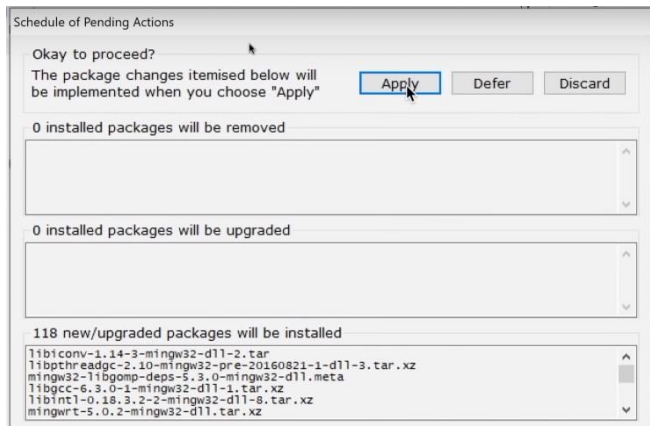 Schedule of Pending Actions
Okay to proceed?
The package changes itemised below will
be implemented when you choose "Apply"
Apply
Defer
Discard
0 installed packages will be removed
0 installed packages will be upgraded
118 new/upgraded packages will be installed
libiconv-1.14-3-mingw32-dll-2.tar
libpthreadgc-2.10-mingw32-pre-20160821-1-dll-3.tar.xz
mingw32-libgomp-deps-5.3.0-mingw32-dll.meta
libgcc-6.3.0-1-mingw32-dll-1.tar.xz
libintl-0.18.3.2-2-mingw32-dll-8.tar.xz
mingwrt-5.0.2-mingw32-dll.tar.xz